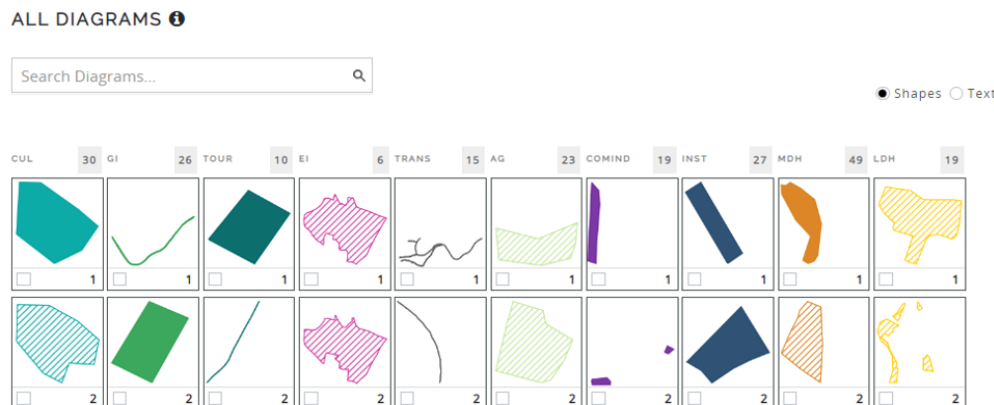 ALL DIAGRAMS
Search Diagrams...
Shapes Text
CUL 30 GI 26 TOUR 10 EI 6 TRANS 15 AG 23 COMIND 19 INST 27 MDH 49 LDH 19
1 1 1 1 1 1 1 1 1 1
2 2 2 2 2 2 2 2 2 2